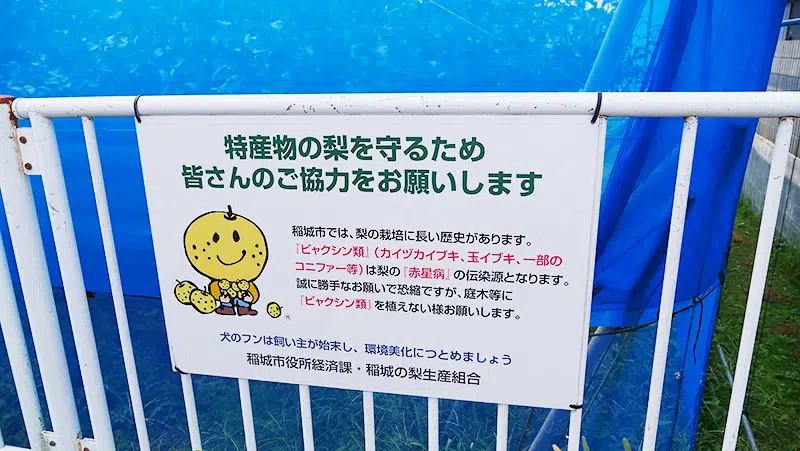 特産物の梨を守るため
皆さんのご協力をお願いします
稲城市では、梨の栽培に長い歴史があります。
『ビャクシン類』(カイヅカイブキ、玉イブキ、一部の
コニファー等)は梨の『赤星病』の伝染源となります。
誠に勝手なお願いで恐縮ですが、庭木等に
『ビャクシン類』を植えない様お願いします。
犬のフンは飼い主が始末し、環境美化につとめましょう
稲城市役所経済課・稲城の梨生産組合